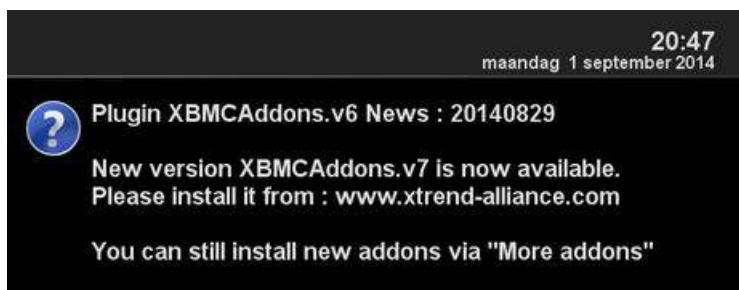 20:47
maandag 1 september 2014
Plugin XBMCAddons.v6 News : 20140829
New version XBMCAddons.v7 is now available.
Please install it from : www.xtrend-alliance.com
You can still install new addons via "More addons"